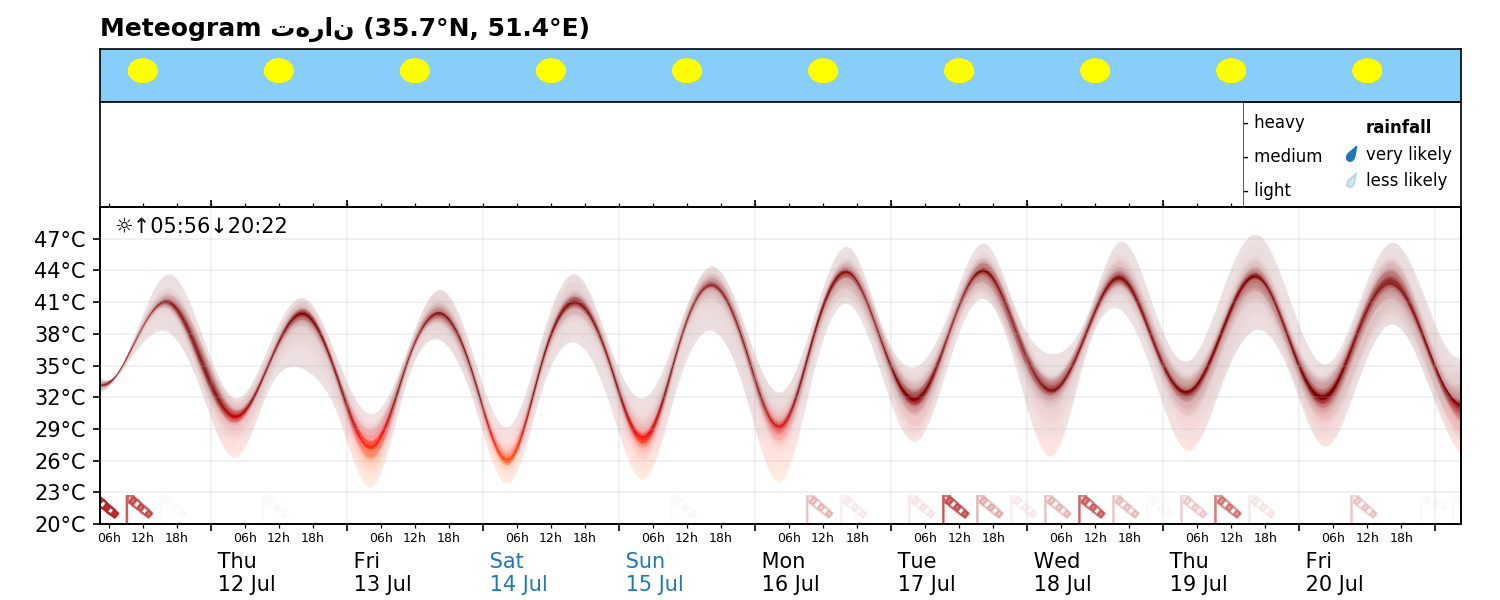 Meteogram تهران (35.7°N, 51.4°E)
heavy
medium
light
rainfall
very likely
less likely
☼↑05:56↓20:22
47°C
44°C
41°C
38°C
35°C
32°C
29°C
26°C
23°C
20°C
06h 12h 18h 06h 12h 18h 06h 12h 18h 06h 12h 18h 06h 12h 18h 06h 12h 18h 06h 12h 18h 06h 12h 18h 06h 12h 18h 06h 12h 18h
Thu Fri Sat Sun Mon Tue Wed Thu Fri
12 Jul 13 Jul 14 Jul 15 Jul 16 Jul 17 Jul 18 Jul 19 Jul 20 Jul